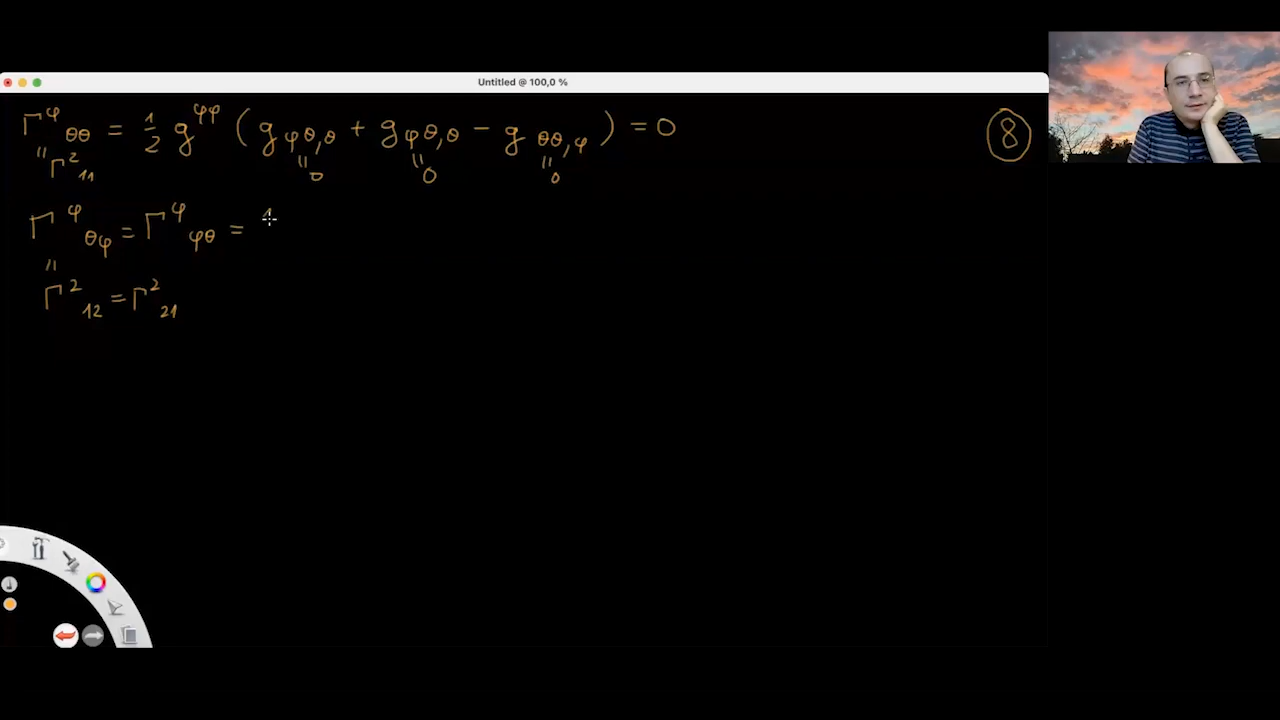 Untitled @ 100,0 %
Γ^φ_θθ = 1/2 g^φφ ( g_φθ,θ + g_φθ,θ − g_θθ,φ ) = 0
8
" " " "
Γ^2_11 0 0 0
Γ^φ_θφ = Γ^φ_φθ = 1
"
Γ^2_12 = Γ^2_21